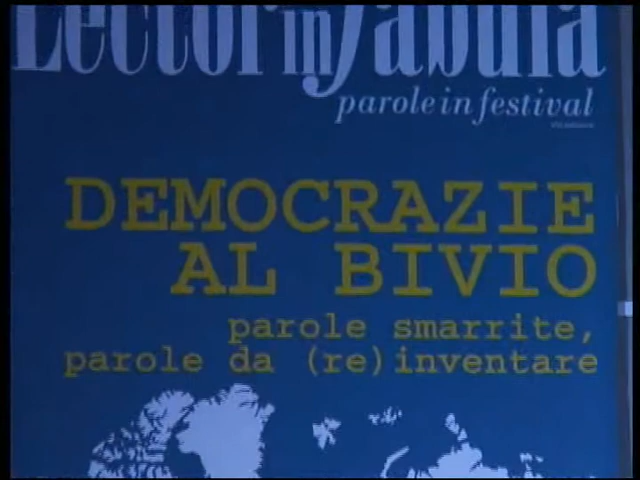 Lector in fabula
parole in festival
DEMOCRAZIE
AL BIVIO
parole smarrite,
parole da (re)inventare